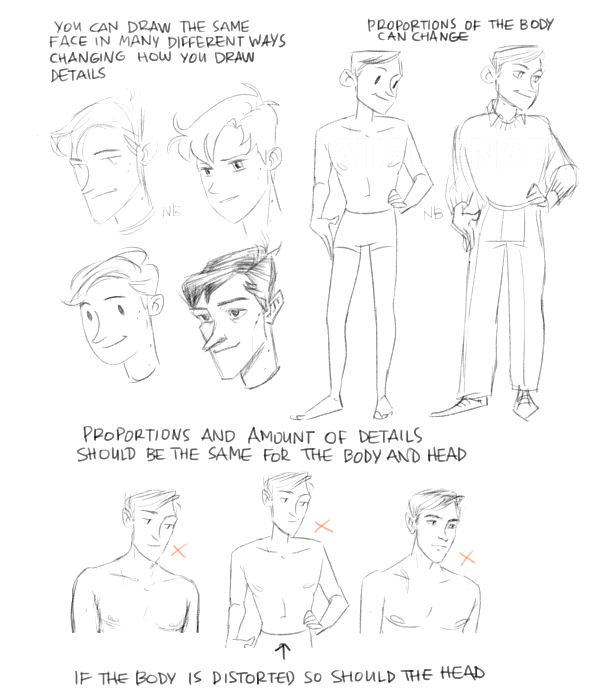 YOU CAN DRAW THE SAME
FACE IN MANY DIFFERENT WAYS
CHANGING HOW YOU DRAW
DETAILS
PROPORTIONS OF THE BODY
CAN CHANGE
NB
NB
PROPORTIONS AND AMOUNT OF DETAILS
SHOULD BE THE SAME FOR THE BODY AND HEAD
IF THE BODY IS DISTORTED SO SHOULD THE HEAD